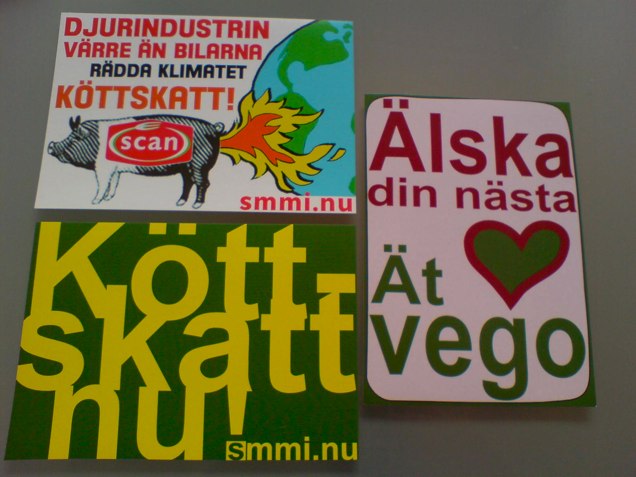 DJURINDUSTRIN
VÄRRE ÄN BILARNA
RÄDDA KLIMATET
KÖTTSKATT!
scan
smmi.nu
Kött-
skatt
nu!
smmi.nu
Älska
din nästa
Ät
vego